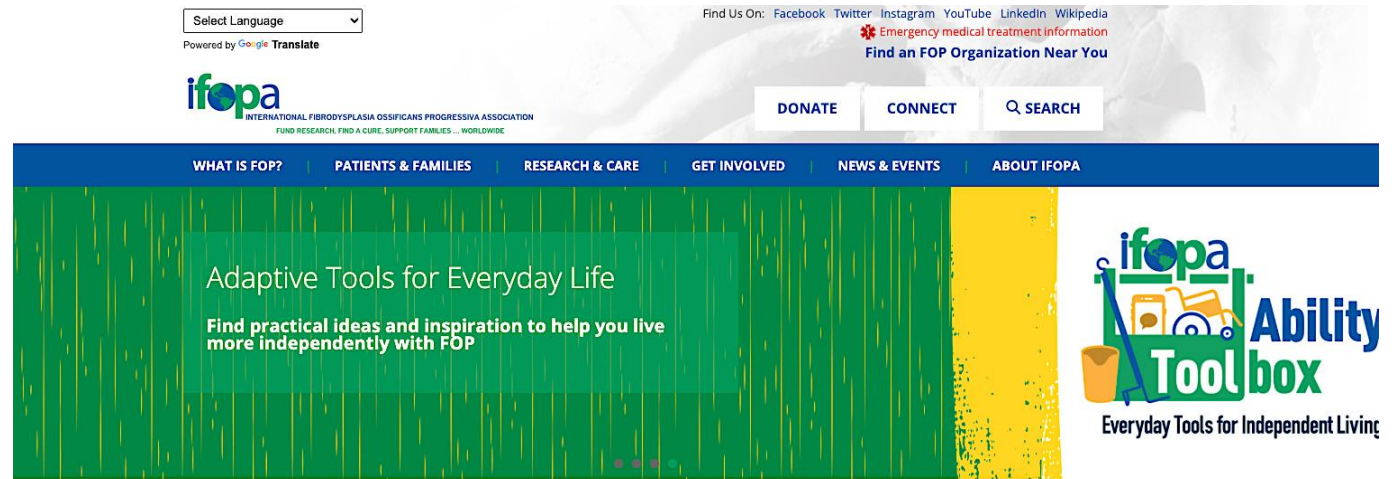 Select Language
Powered by Google Translate
Find Us On: Facebook Twitter Instagram YouTube LinkedIn Wikipedia
Emergency medical treatment information
Find an FOP Organization Near You
ifopa
INTERNATIONAL FIBRODYSPLASIA OSSIFICANS PROGRESSIVA ASSOCIATION
FUND RESEARCH, FIND A CURE, SUPPORT FAMILIES ... WORLDWIDE
DONATE CONNECT SEARCH
WHAT IS FOP? | PATIENTS & FAMILIES | RESEARCH & CARE | GET INVOLVED | NEWS & EVENTS | ABOUT IFOPA
Adaptive Tools for Everyday Life
Find practical ideas and inspiration to help you live
more independently with FOP
ifopa
Ability
Toolbox
Everyday Tools for Independent Living